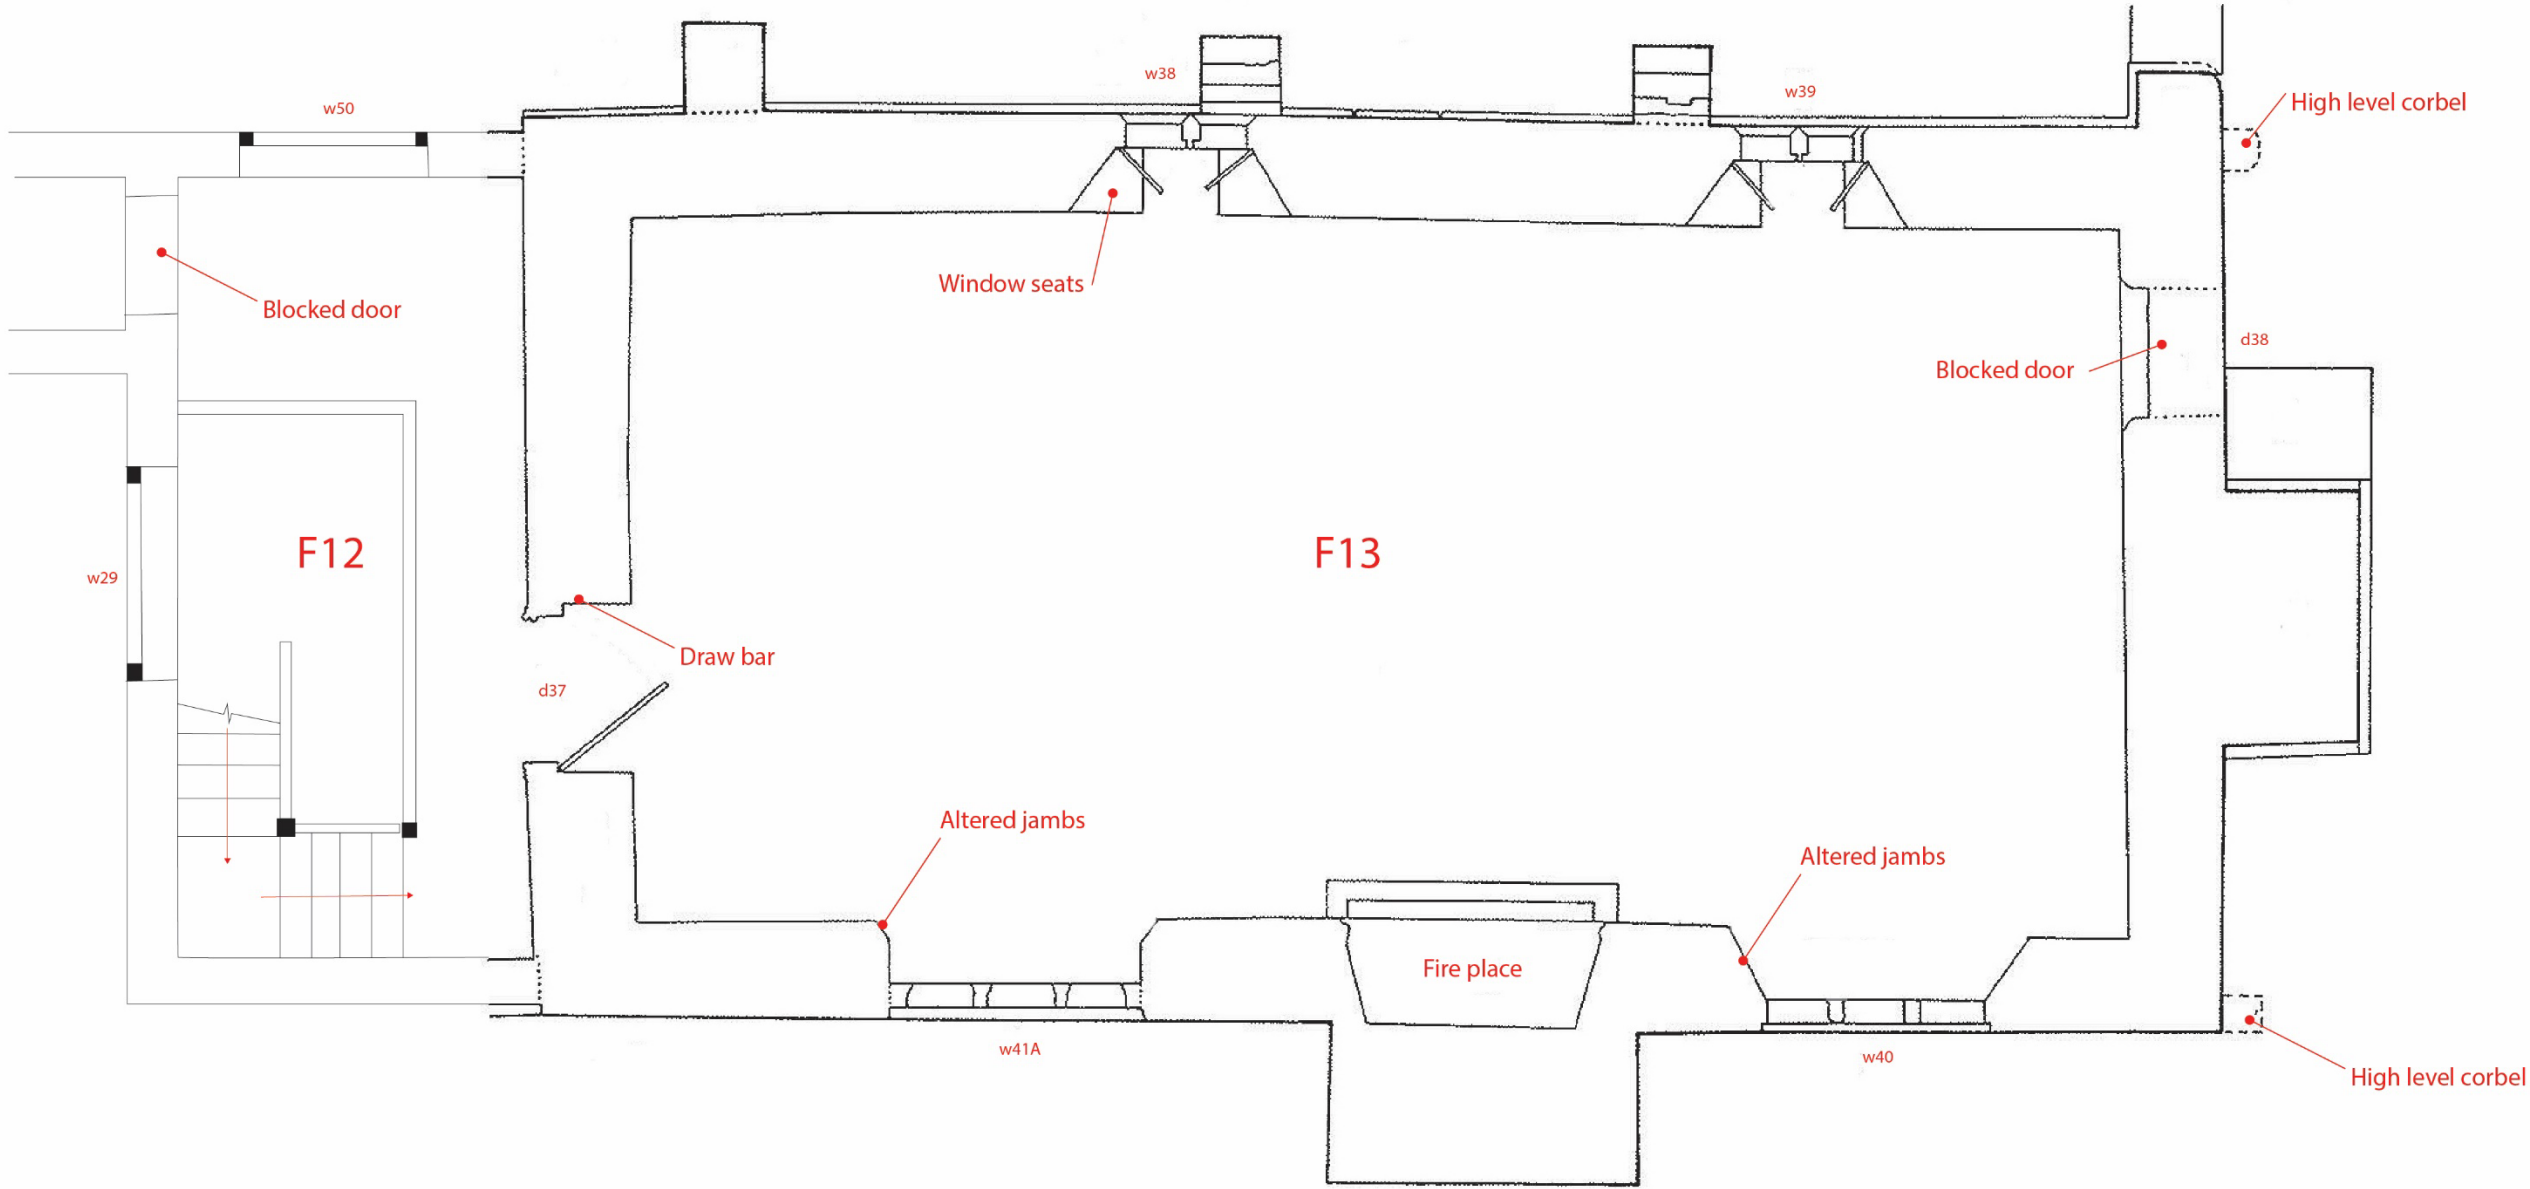 w38
w39
High level corbel
w50
Window seats
Blocked door
d38
Blocked door
F12
F13
w29
Draw bar
d37
Altered jambs
Altered jambs
Fire place
w41A
w40
High level corbel